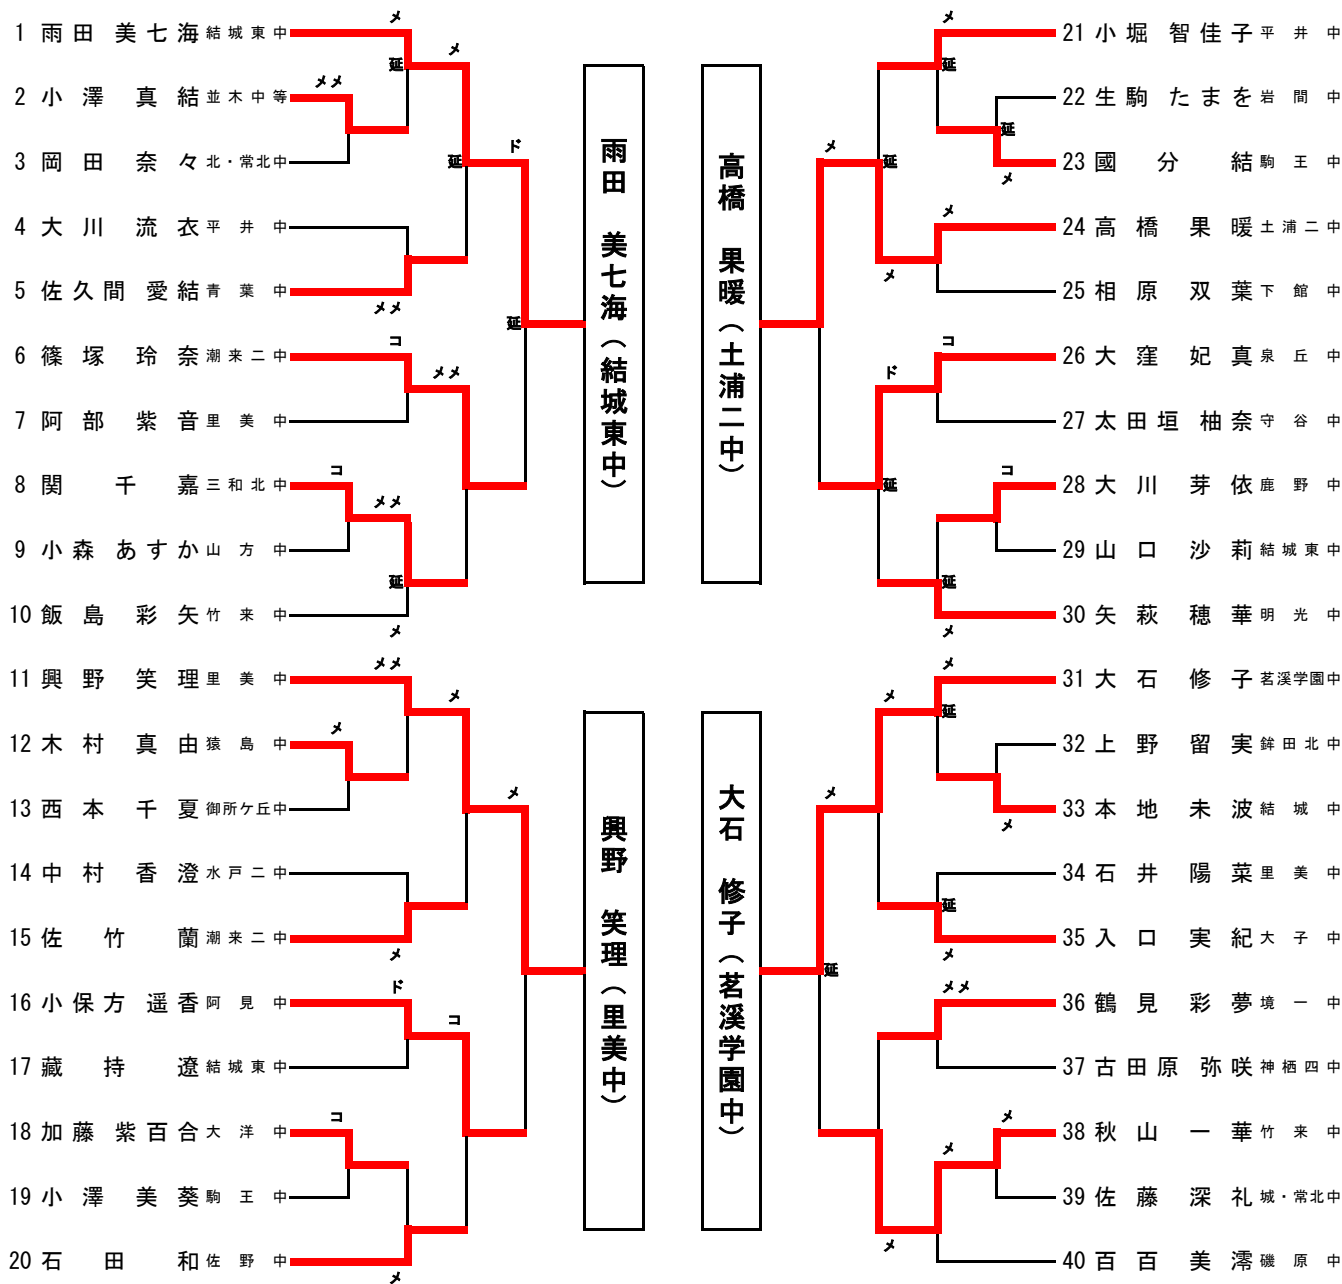 1 雨田 美七海 結城東中
2 小澤 真結 並木中等
3 岡田 奈々 北・常北中
4 大川 流衣 平井中
5 佐久間 愛結 青葉中
6 篠塚 玲奈 潮来二中
7 阿部 紫音 里美中
8 関 千嘉 三和北中
9 小森 あすか 山方中
10 飯島 彩矢 竹来中
11 興野 笑理 里美中
12 木村 真由 猿島中
13 西本 千夏 御所ケ丘中
14 中村 香澄 水戸二中
15 佐竹 蘭 潮来二中
16 小保方 遥香 阿見中
17 藏持 遼 結城東中
18 加藤 紫百合 大洋中
19 小澤 美葵 駒王中
20 石田 和 佐野中
メ
メメ
延
メ
メメ
延
コ
メメ
コ
メメ
延
メ
ド
延
メメ
メ
メ
メ
メ
ド
コ
コ
メ
雨田 美七海(結城東中)
興野 笑理(里美中)
高橋 果暖(土浦二中)
大石 修子(茗溪学園中)
メ
延
延
メ
メ
延
メ
メ
コ
ド
コ
延
延
メ
メ
メ
延
メ
メ
延
メ
延
メメ
メ
メ
メ
21 小堀 智佳子 平井中
22 生駒 たまを 岩間中
23 國分 結 駒王中
24 高橋 果暖 土浦二中
25 相原 双葉 下館中
26 大窪 妃真 泉丘中
27 太田垣 柚奈 守谷中
28 大川 芽依 鹿野中
29 山口 沙莉 結城東中
30 矢萩 穂華 明光中
31 大石 修子 茗溪学園中
32 上野 留実 鉾田北中
33 本地 未波 結城中
34 石井 陽菜 里美中
35 入口 実紀 大子中
36 鶴見 彩夢 境一中
37 古田原 弥咲 神栖四中
38 秋山 一華 竹来中
39 佐藤 深礼 城・常北中
40 百百 美澪 磯原中